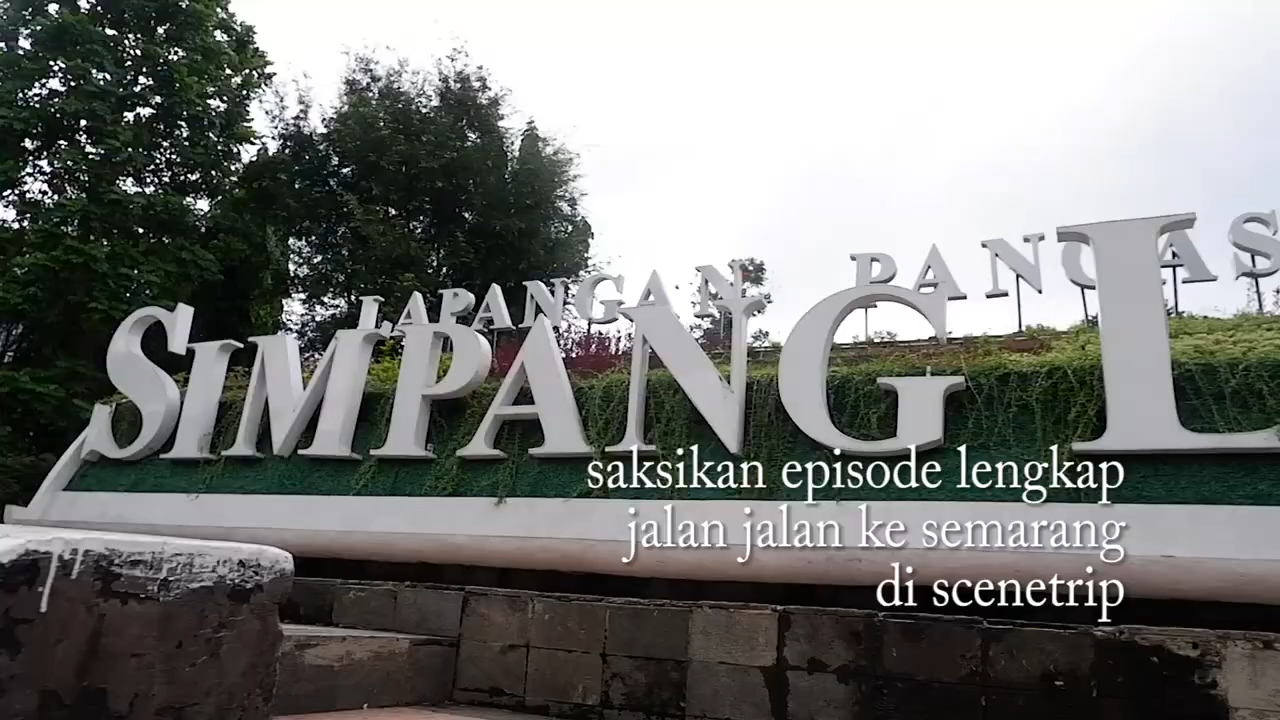 LAPANGAN PANCAS
SIMPANG L
saksikan episode lengkap
jalan jalan ke semarang
di scenetrip